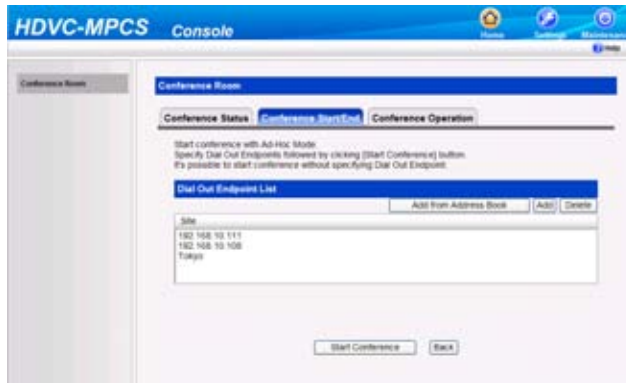 HDVC-MPCS Console
Home Settings Maintenance
Help
Conference Room
Conference Room
Conference Status Conference Start/End Conference Operation
Start conference with Ad-Hoc Mode.
Specify Dial Out Endpoints followed by clicking [Start Conference] button.
It's possible to start conference without specifying Dial Out Endpoint.
Dial Out Endpoint List
Add from Address Book Add Delete
Site
192.168.10.111
192.168.10.108
Tokyo
Start Conference Back